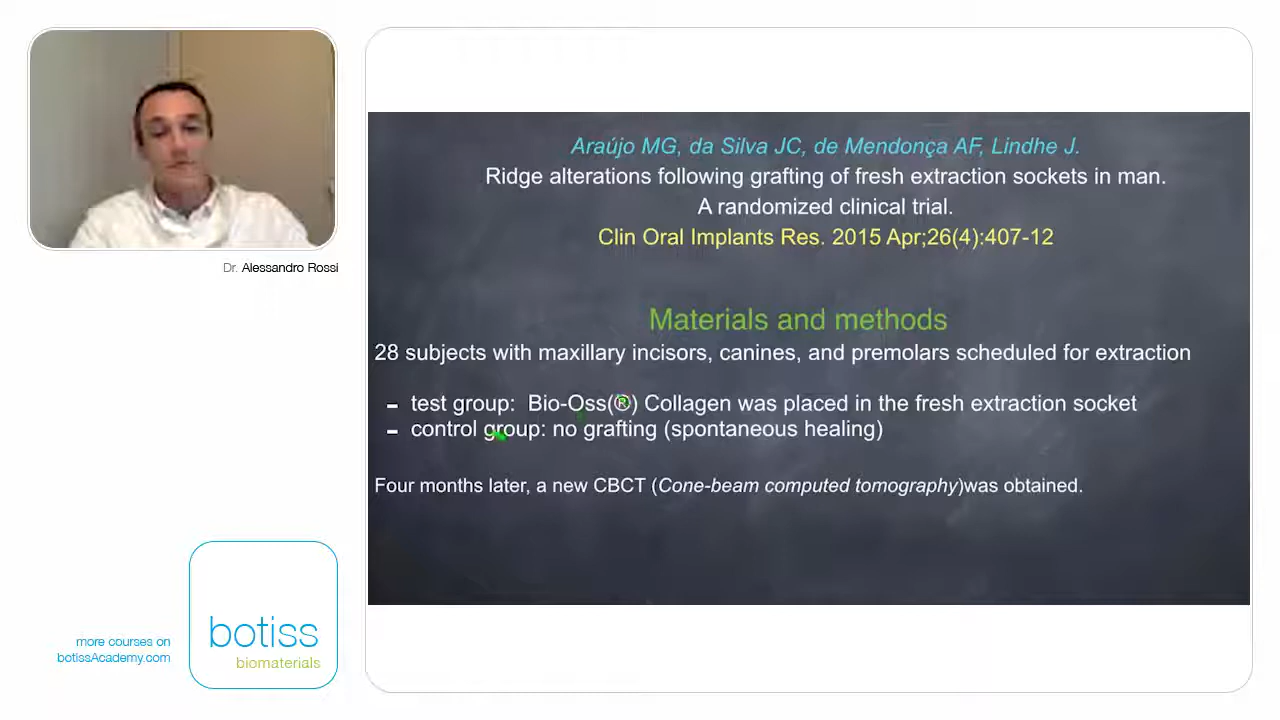 Araújo MG, da Silva JC, de Mendonça AF, Lindhe J.
Ridge alterations following grafting of fresh extraction sockets in man.
A randomized clinical trial.
Clin Oral Implants Res. 2015 Apr;26(4):407-12
Dr. Alessandro Rossi
Materials and methods
28 subjects with maxillary incisors, canines, and premolars scheduled for extraction
- test group: Bio-Oss(®) Collagen was placed in the fresh extraction socket
- control group: no grafting (spontaneous healing)
Four months later, a new CBCT (Cone-beam computed tomography)was obtained.
more courses on
botissAcademy.com
botiss
biomaterials